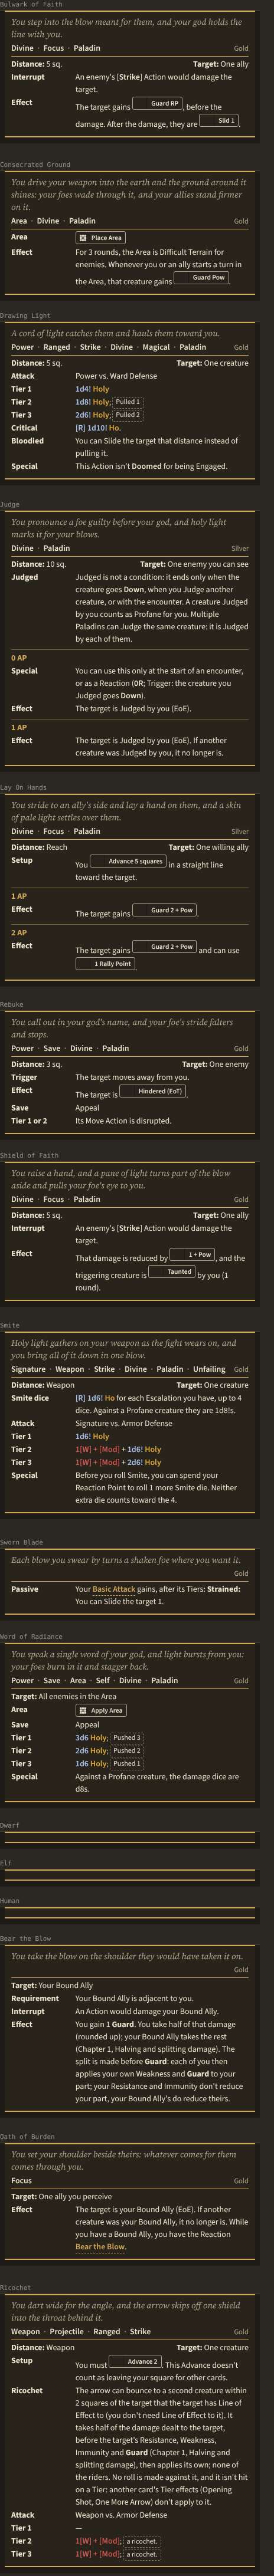 Bulwark of Faith
You step into the blow meant for them, and your god holds the
line with you.
Divine · Focus · Paladin Gold
Distance: 5 sq. Target: One ally
Interrupt An enemy's [Strike] Action would damage the
target.
Effect The target gains Guard RP, before the
damage. After the damage, they are Slid 1.
Consecrated Ground
You drive your weapon into the earth and the ground around it
shines: your foes wade through it, and your allies stand firmer
on it.
Area · Divine · Paladin Gold
Area Place Area
Effect For 3 rounds, the Area is Difficult Terrain for
enemies. Whenever you or an ally starts a turn in
the Area, that creature gains Guard Pow.
Drawing Light
A cord of light catches them and hauls them toward you.
Power · Ranged · Strike · Divine · Magical · Paladin Gold
Distance: 5 sq. Target: One creature
Attack Power vs. Ward Defense
Tier 1 1d4! Holy
Tier 2 1d8! Holy; Pulled 1
Tier 3 2d6! Holy; Pulled 2
Critical [R] 1d10! Ho.
Bloodied You can Slide the target that distance instead of
pulling it.
Special This Action isn't Doomed for being Engaged.
Judge
You pronounce a foe guilty before your god, and holy light
marks it for your blows.
Divine · Paladin Silver
Distance: 10 sq. Target: One enemy you can see
Judged Judged is not a condition: it ends only when the
creature goes Down, when you Judge another
creature, or with the encounter. A creature Judged
by you counts as Profane for you. Multiple
Paladins can Judge the same creature: it is Judged
by each of them.
0 AP
Special You can use this only at the start of an encounter,
or as a Reaction (0R; Trigger: the creature you
Judged goes Down).
Effect The target is Judged by you (EoE).
1 AP
Effect The target is Judged by you (EoE). If another
creature was Judged by you, it no longer is.
Lay On Hands
You stride to an ally's side and lay a hand on them, and a skin
of pale light settles over them.
Divine · Focus · Paladin Silver
Distance: Reach Target: One willing ally
Setup You Advance 5 squares in a straight line
toward the target.
1 AP
Effect The target gains Guard 2 + Pow.
2 AP
Effect The target gains Guard 2 + Pow and can use
1 Rally Point.
Rebuke
You call out in your god's name, and your foe's stride falters
and stops.
Power · Save · Divine · Paladin Gold
Distance: 3 sq. Target: One enemy
Trigger The target moves away from you.
Effect The target is Hindered (EoT).
Save Appeal
Tier 1 or 2 Its Move Action is disrupted.
Shield of Faith
You raise a hand, and a pane of light turns part of the blow
aside and pulls your foe's eye to you.
Divine · Focus · Paladin Gold
Distance: 5 sq. Target: One ally
Interrupt An enemy's [Strike] Action would damage the
target.
Effect That damage is reduced by 1 + Pow, and the
triggering creature is Taunted by you (1
round).
Smite
Holy light gathers on your weapon as the fight wears on, and
you bring all of it down in one blow.
Signature · Weapon · Strike · Divine · Paladin · Unfailing Gold
Distance: Weapon Target: One creature
Smite dice [R] 1d6! Ho for each Escalation you have, up to 4
dice. Against a Profane creature they are 1d8!s.
Attack Signature vs. Armor Defense
Tier 1 1d6! Holy
Tier 2 1[W] + [Mod] + 1d6! Holy
Tier 3 1[W] + [Mod] + 2d6! Holy
Special Before you roll Smite, you can spend your
Reaction Point to roll 1 more Smite die. Neither
extra die counts toward the 4.
Sworn Blade
Each blow you swear by turns a shaken foe where you want it.
Gold
Passive Your Basic Attack gains, after its Tiers: Strained:
You can Slide the target 1.
Word of Radiance
You speak a single word of your god, and light bursts from you:
your foes burn in it and stagger back.
Power · Save · Area · Self · Divine · Paladin Gold
Target: All enemies in the Area
Area Apply Area
Save Appeal
Tier 1 3d6 Holy; Pushed 3
Tier 2 2d6 Holy; Pushed 2
Tier 3 1d6 Holy; Pushed 1
Special Against a Profane creature, the damage dice are
d8s.
Dwarf
Elf
Human
Bear the Blow
You take the blow on the shoulder they would have taken it on.
Gold
Target: Your Bound Ally
Requirement Your Bound Ally is adjacent to you.
Interrupt An Action would damage your Bound Ally.
Effect You gain 1 Guard. You take half of that damage
(rounded up); your Bound Ally takes the rest
(Chapter 1, Halving and splitting damage). The
split is made before Guard: each of you then
applies your own Weakness and Guard to your
part; your Resistance and Immunity don't reduce
your part, your Bound Ally's do reduce theirs.
Oath of Burden
You set your shoulder beside theirs: whatever comes for them
comes through you.
Focus Gold
Target: One ally you perceive
Effect The target is your Bound Ally (EoE). If another
creature was your Bound Ally, it no longer is. While
you have a Bound Ally, you have the Reaction
Bear the Blow.
Ricochet
You dart wide for the angle, and the arrow skips off one shield
into the throat behind it.
Weapon · Projectile · Ranged · Strike Gold
Distance: Weapon Target: One creature
Setup You must Advance 2. This Advance doesn't
count as leaving your square for other cards.
Ricochet The arrow can bounce to a second creature within
2 squares of the target that the target has Line of
Effect to (you don't need Line of Effect to it). It
takes half of the damage dealt to the target,
before the target's Resistance, Weakness,
Immunity and Guard (Chapter 1, Halving and
splitting damage), then applies its own; none of
the riders. No roll is made against it, and it isn't hit
on a Tier: another card's Tier effects (Opening
Shot, One More Arrow) don't apply to it.
Attack Weapon vs. Armor Defense
Tier 1 —
Tier 2 1[W] + [Mod]; a ricochet.
Tier 3 1[W] + [Mod]; a ricochet.